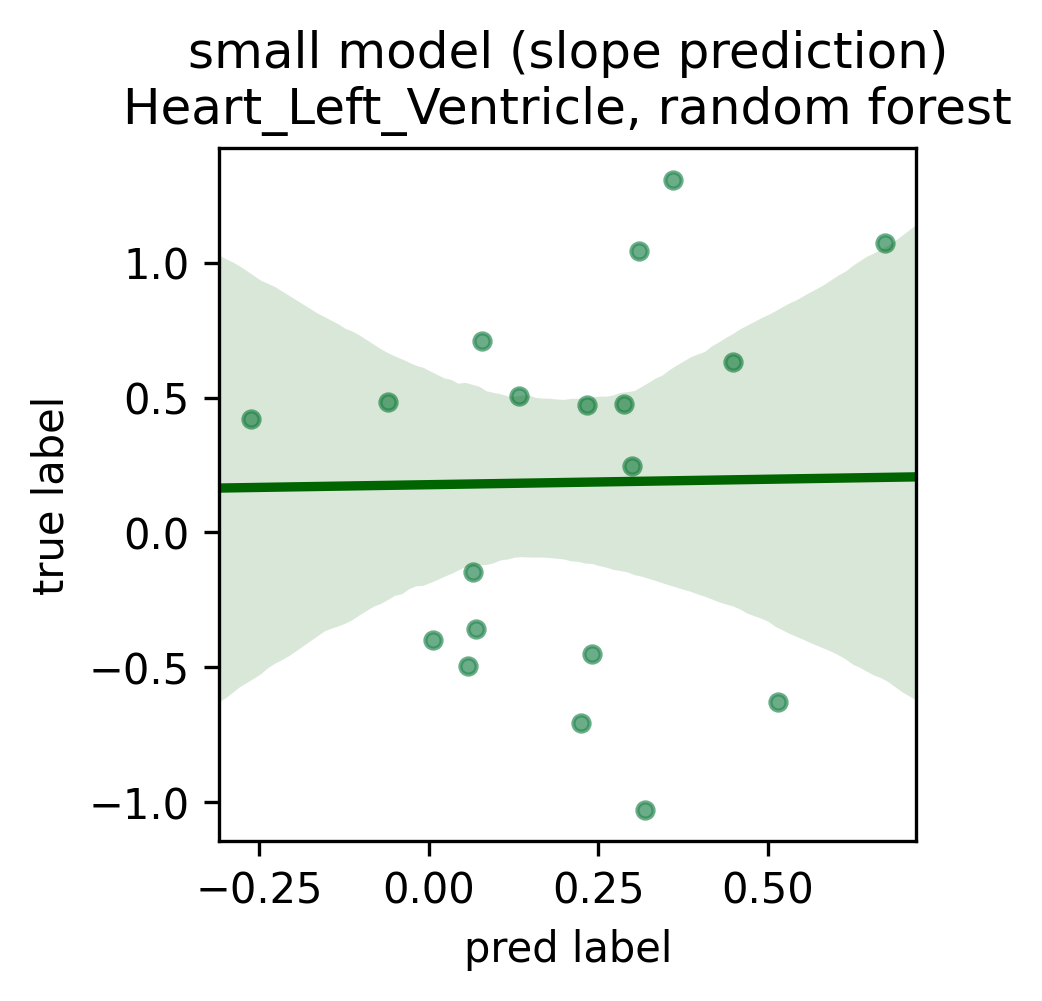 small model (slope prediction)
Heart_Left_Ventricle, random forest
1.0
0.5
0.0
−0.5
−1.0
true label
−0.25 0.00 0.25 0.50
pred label